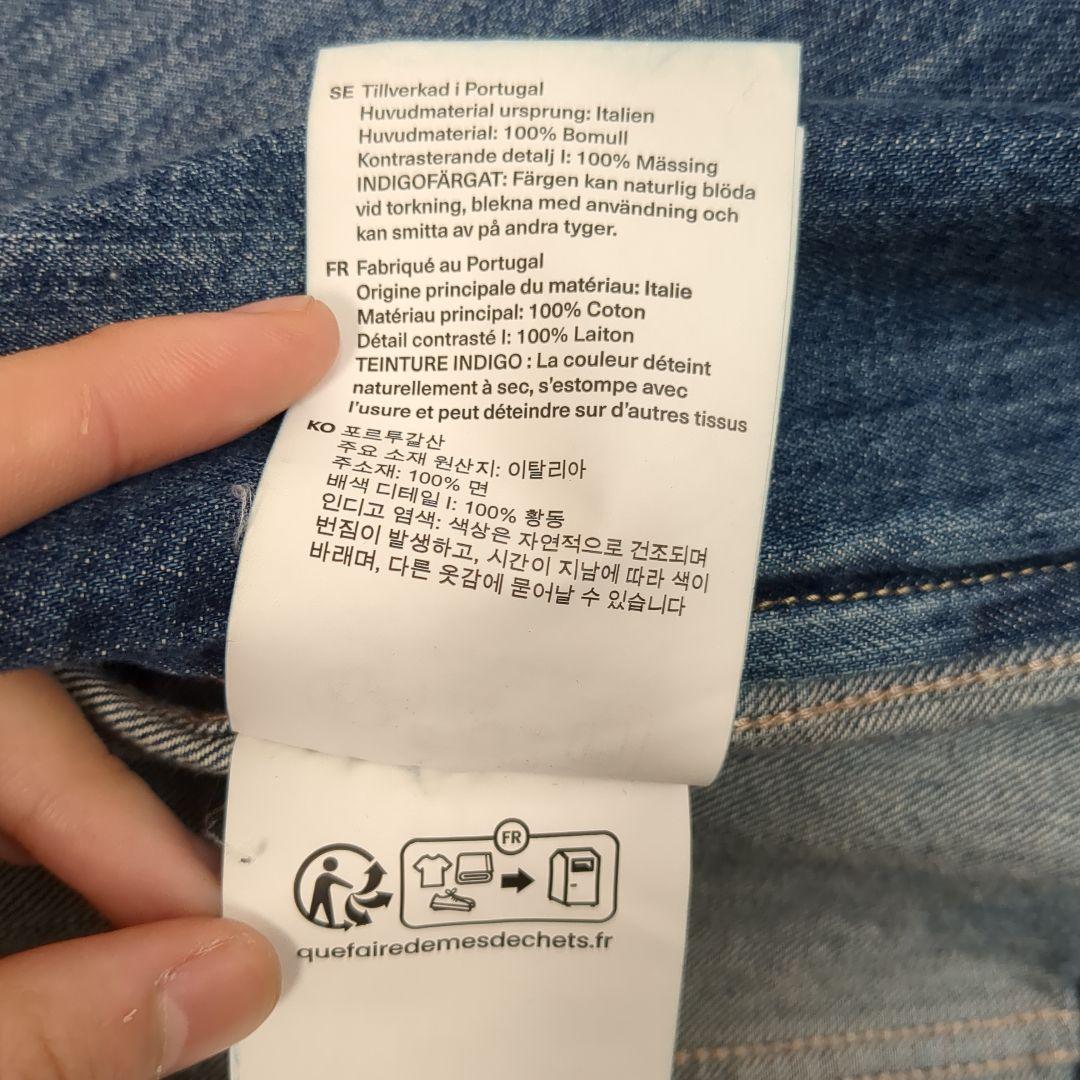 SE Tillverkad i Portugal
Huvudmaterial ursprung: Italien
Huvudmaterial: 100% Bomull
Kontrasterande detalj I: 100% Mässing
INDIGOFÄRGAT: Färgen kan naturlig blöda
vid torkning, blekna med användning och
kan smitta av på andra tyger.
FR Fabriqué au Portugal
Origine principale du matériau: Italie
Matériau principal: 100% Coton
Détail contrasté I: 100% Laiton
TEINTURE INDIGO : La couleur déteint
naturellement à sec, s'estompe avec
l'usure et peut déteindre sur d'autres tissus
KO 포르투갈산
주요 소재 원산지: 이탈리아
주소재: 100% 면
배색 디테일 I: 100% 황동
인디고 염색: 색상은 자연적으로 건조되며
번짐이 발생하고, 시간이 지남에 따라 색이
바래며, 다른 옷감에 묻어날 수 있습니다
FR
quefairedemesdechets.fr